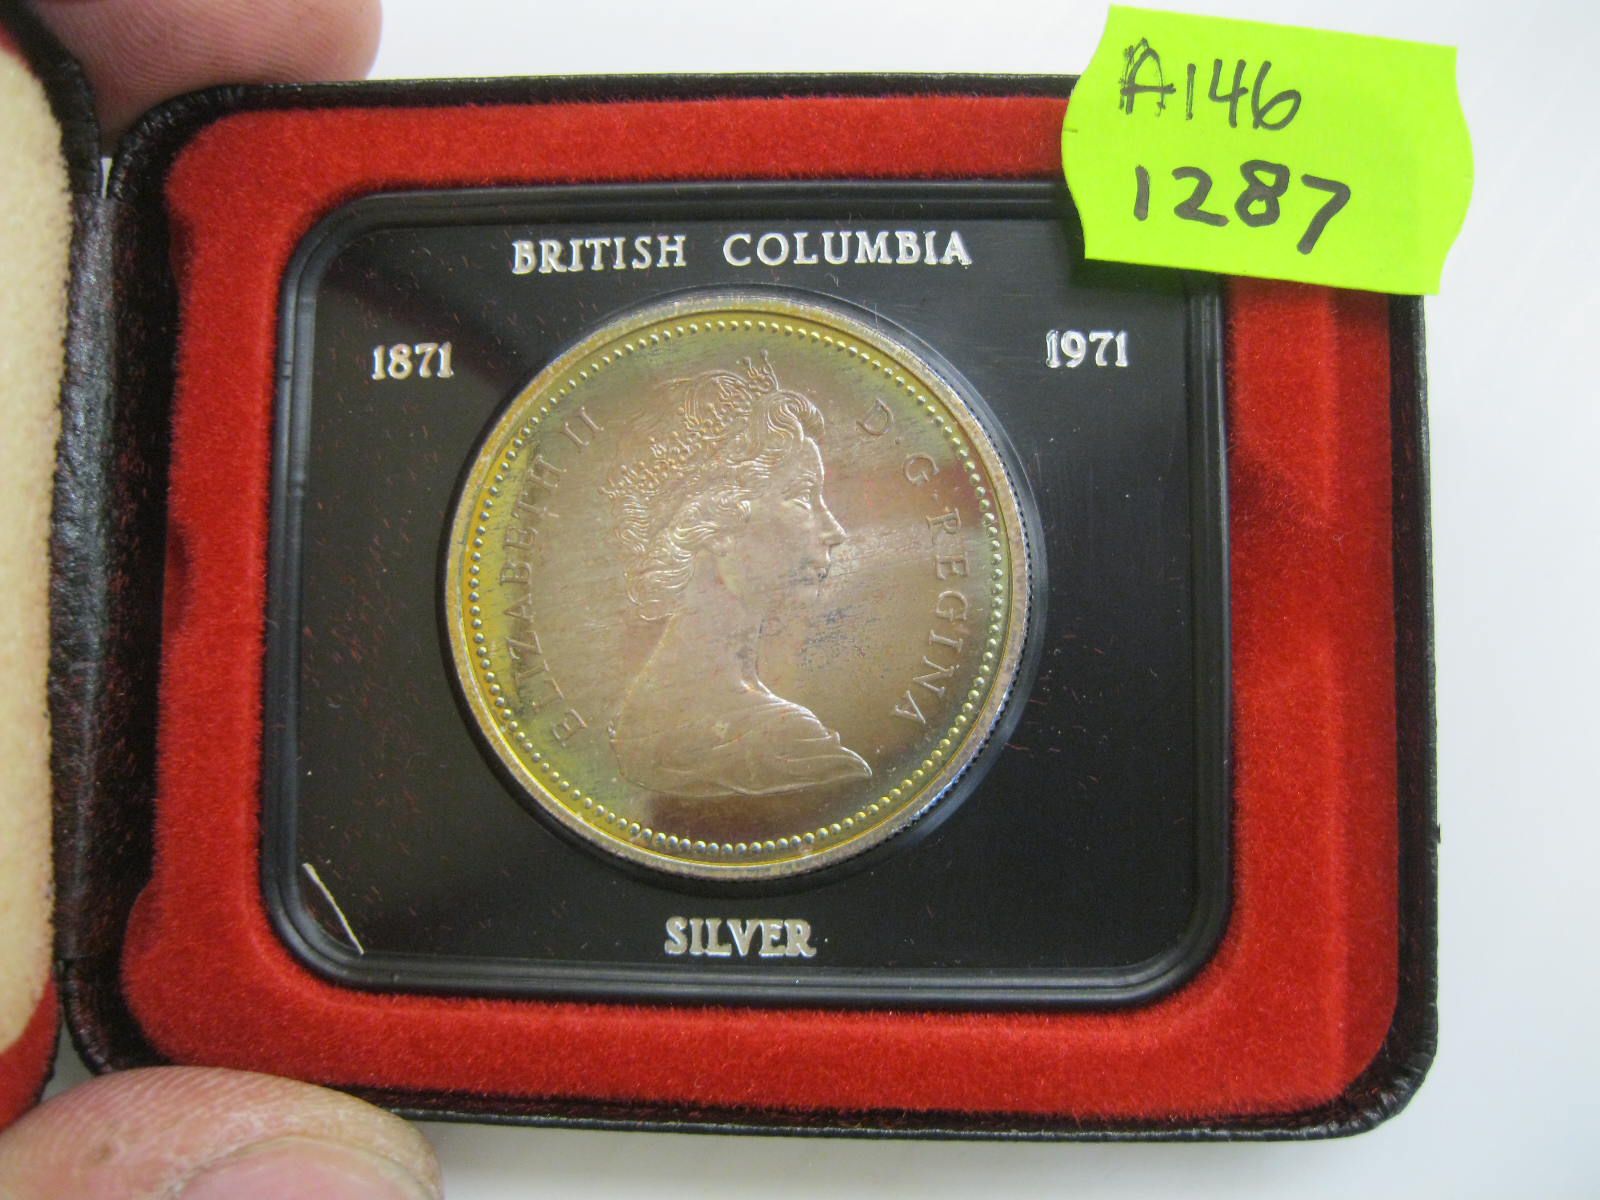 A146
1287
BRITISH COLUMBIA
1871 1971
ELIZABETH II D·G·REGINA
SILVER